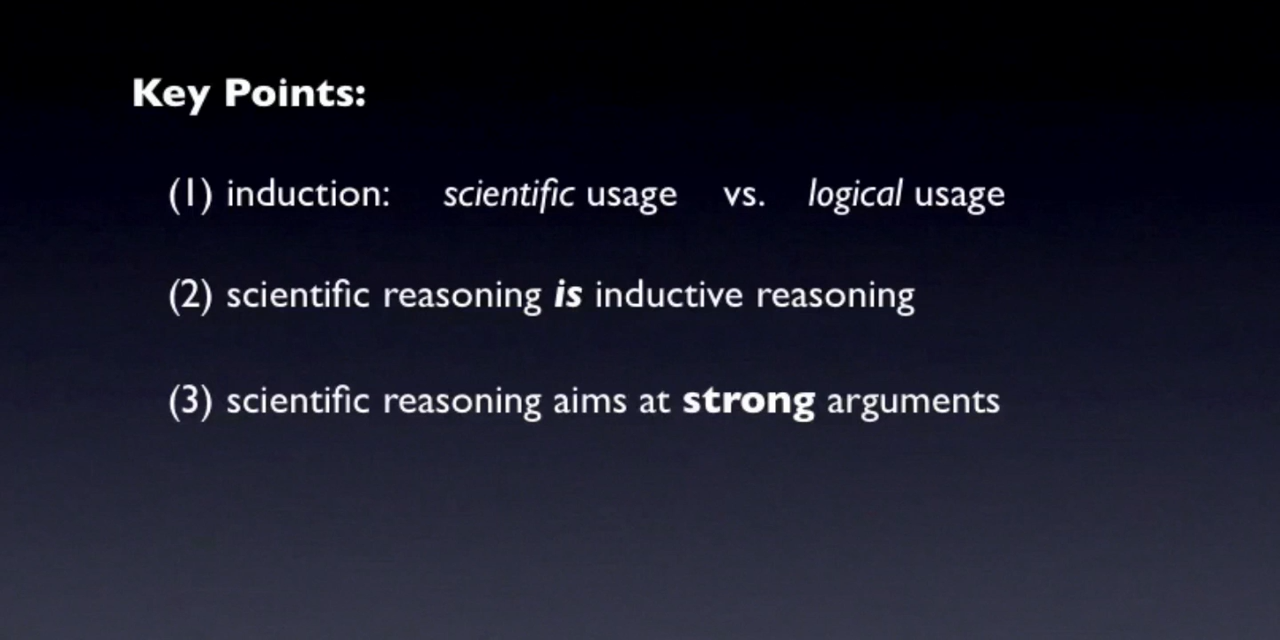 Key Points:
(1) induction: scientific usage vs. logical usage
(2) scientific reasoning is inductive reasoning
(3) scientific reasoning aims at strong arguments